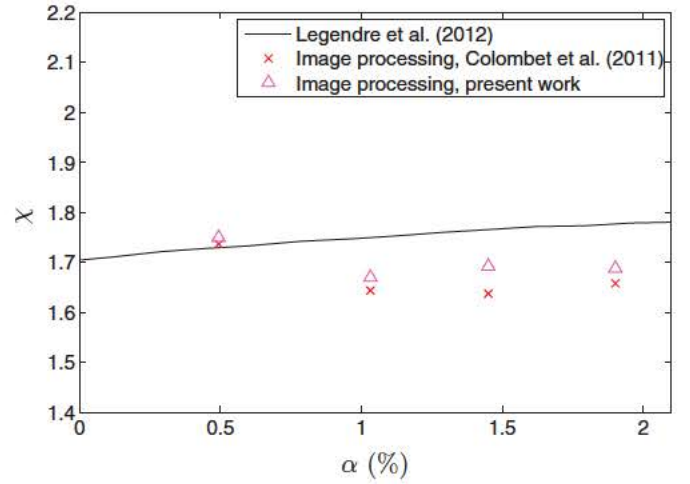 2.2
2.1
2
1.9
1.8
1.7
1.6
1.5
1.4
χ
Legendre et al. (2012)
Image processing, Colombet et al. (2011)
Image processing, present work
0 0.5 1 1.5 2
α (%)